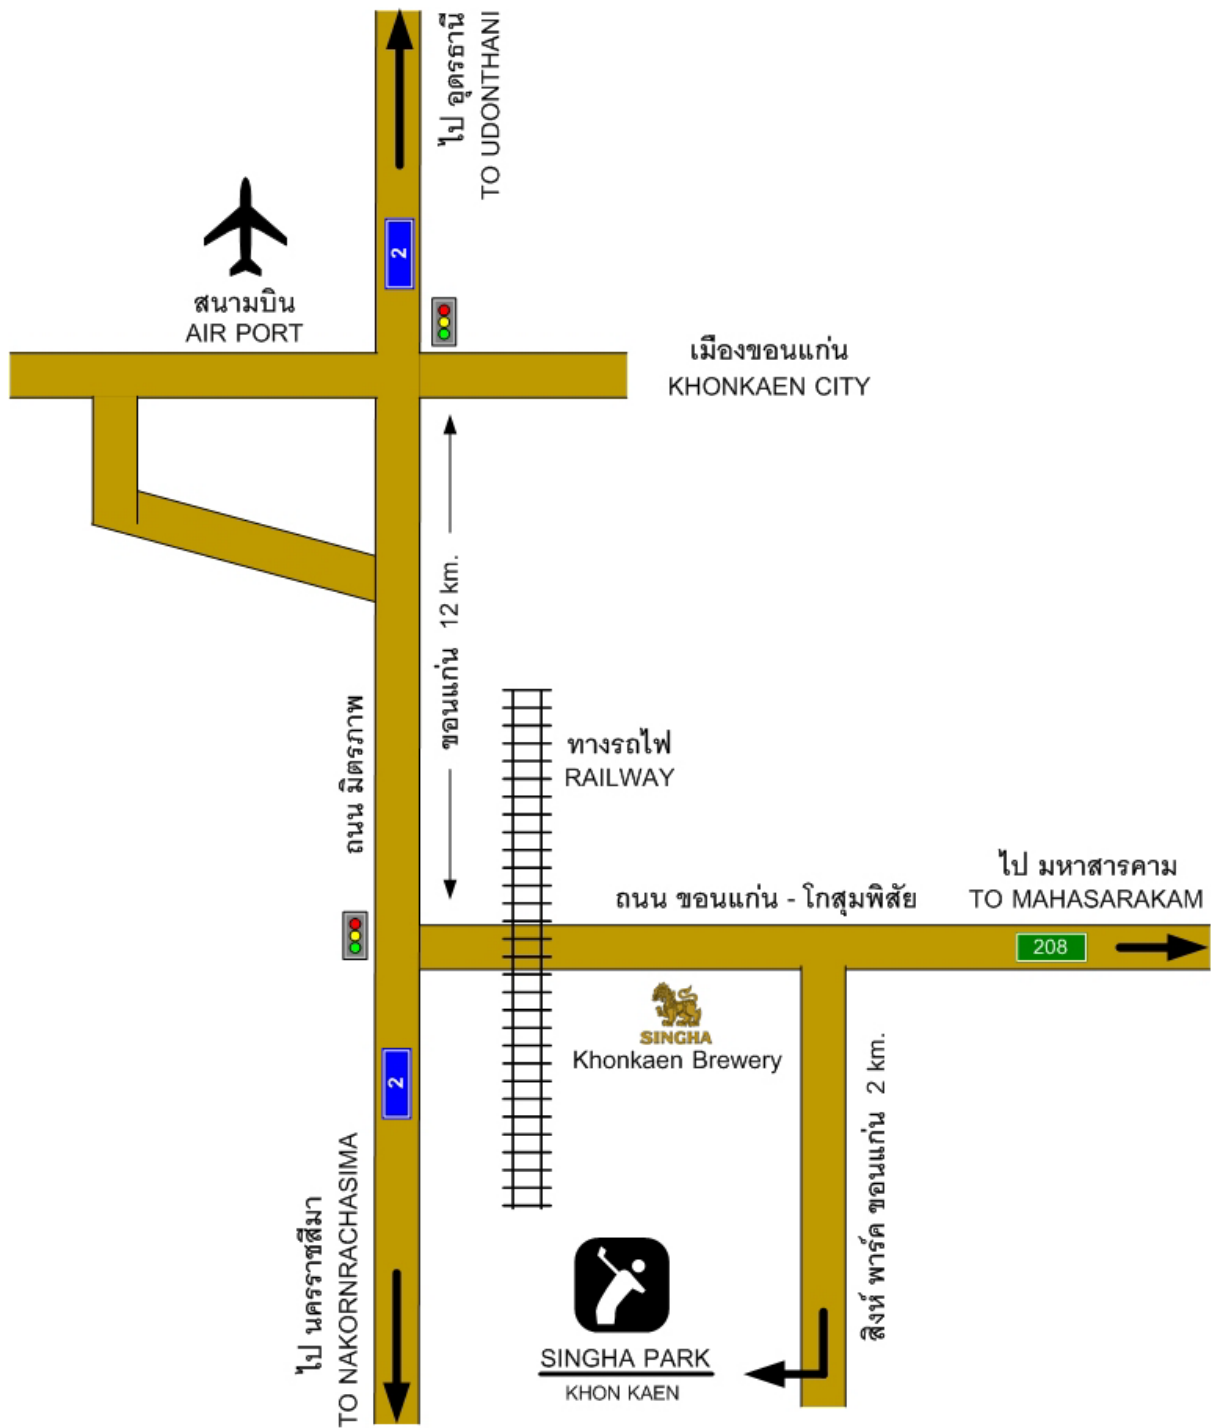 ไป อุดรธานี
TO UDONTHANI
2
สนามบิน
AIR PORT
เมืองขอนแก่น
KHONKAEN CITY
ขอนแก่น 12 km.
ถนน มิตรภาพ
ทางรถไฟ
RAILWAY
ไป มหาสารคาม
TO MAHASARAKAM
ถนน ขอนแก่น - โกสุมพิสัย
208
SINGHA
Khonkaen Brewery
2
สิงห์ พาร์ค ขอนแก่น 2 km.
ไป นครราชสีมา
TO NAKORNRACHASIMA
SINGHA PARK
KHON KAEN